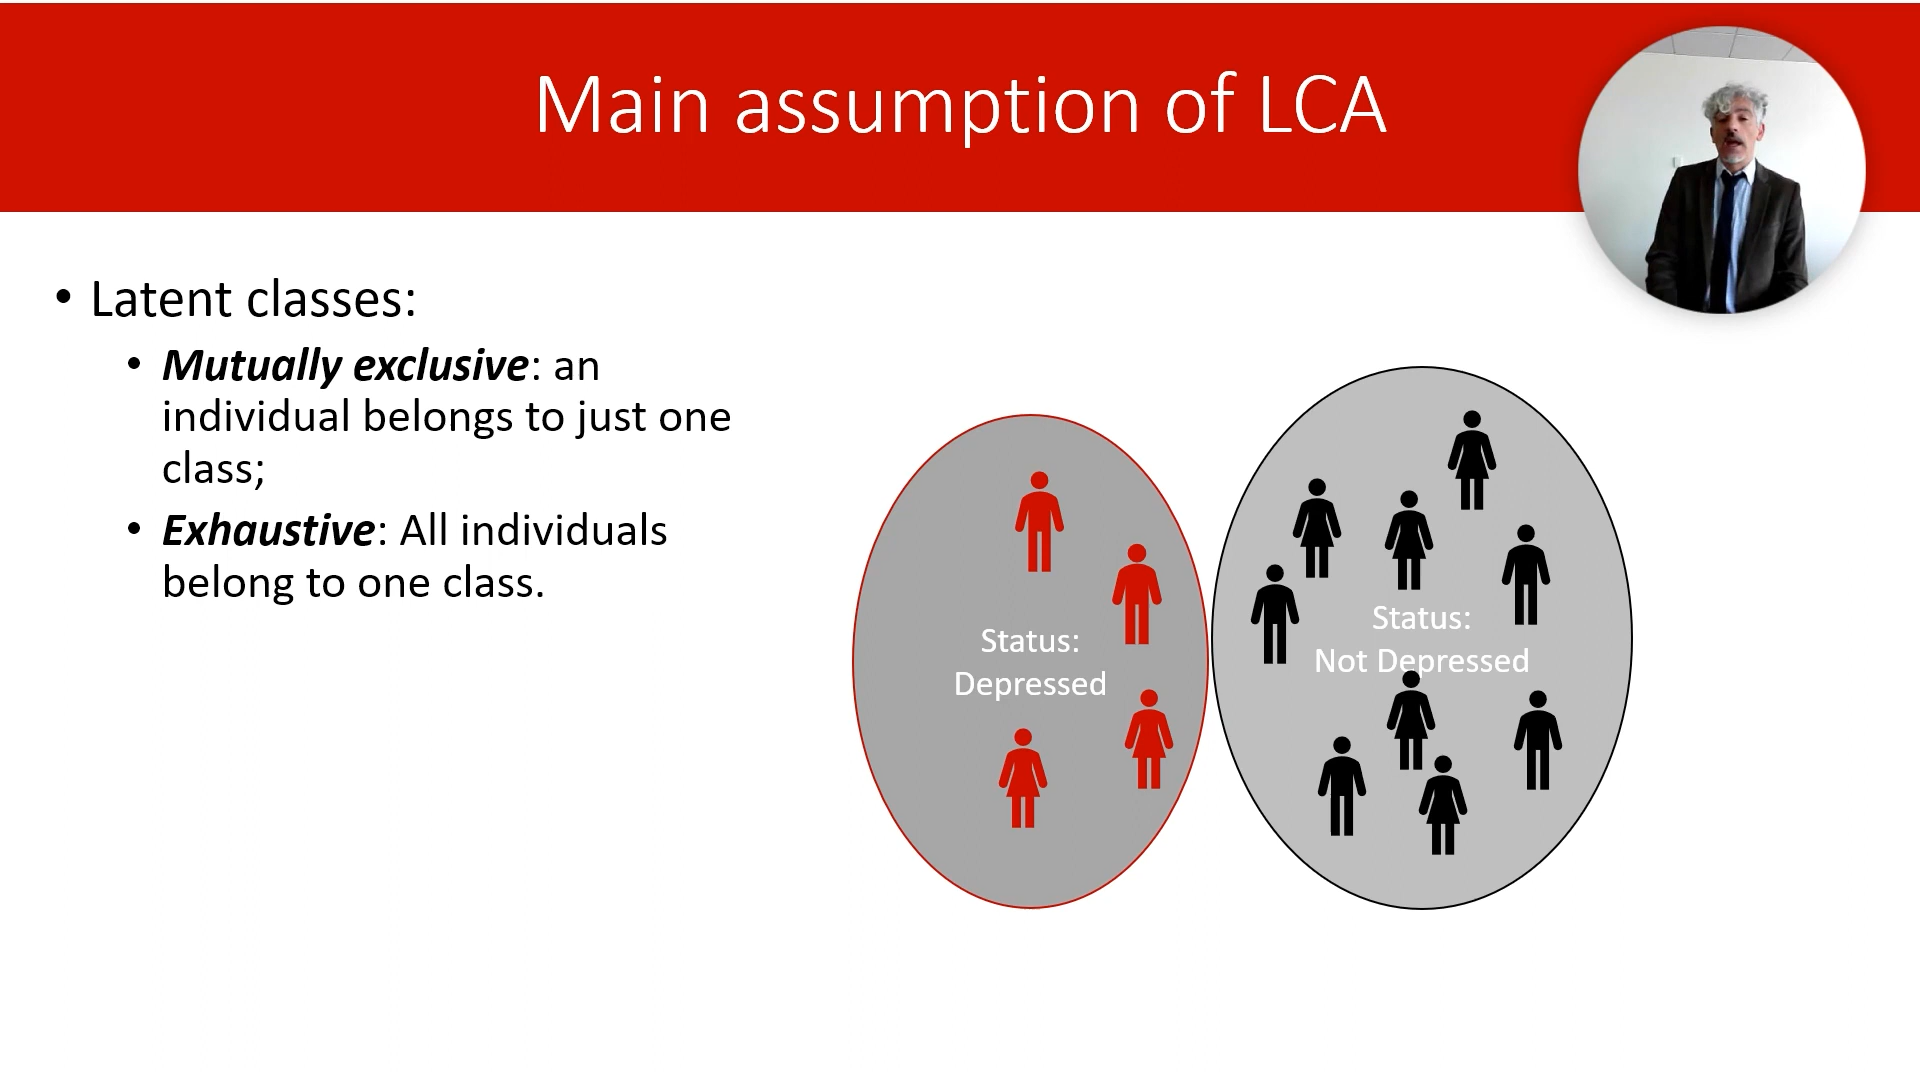 Main assumption of LCA
• Latent classes:
• Mutually exclusive: an
individual belongs to just one
class;
• Exhaustive: All individuals
belong to one class.
Status:
Depressed
Status:
Not Depressed